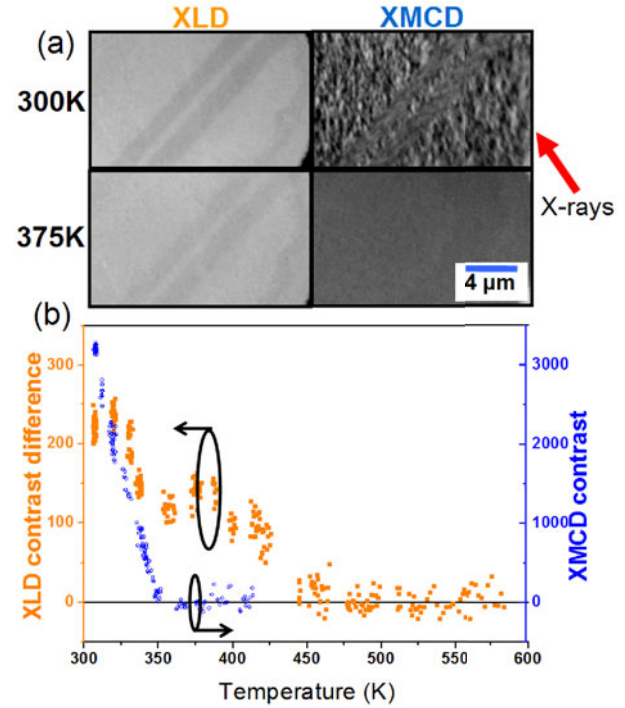 XLD XMCD
(a)
300K
X-rays
375K
4 µm
(b)
XLD contrast difference
300
200
100
0
XMCD contrast
3000
2000
1000
0
300 350 400 450 500 550 600
Temperature (K)